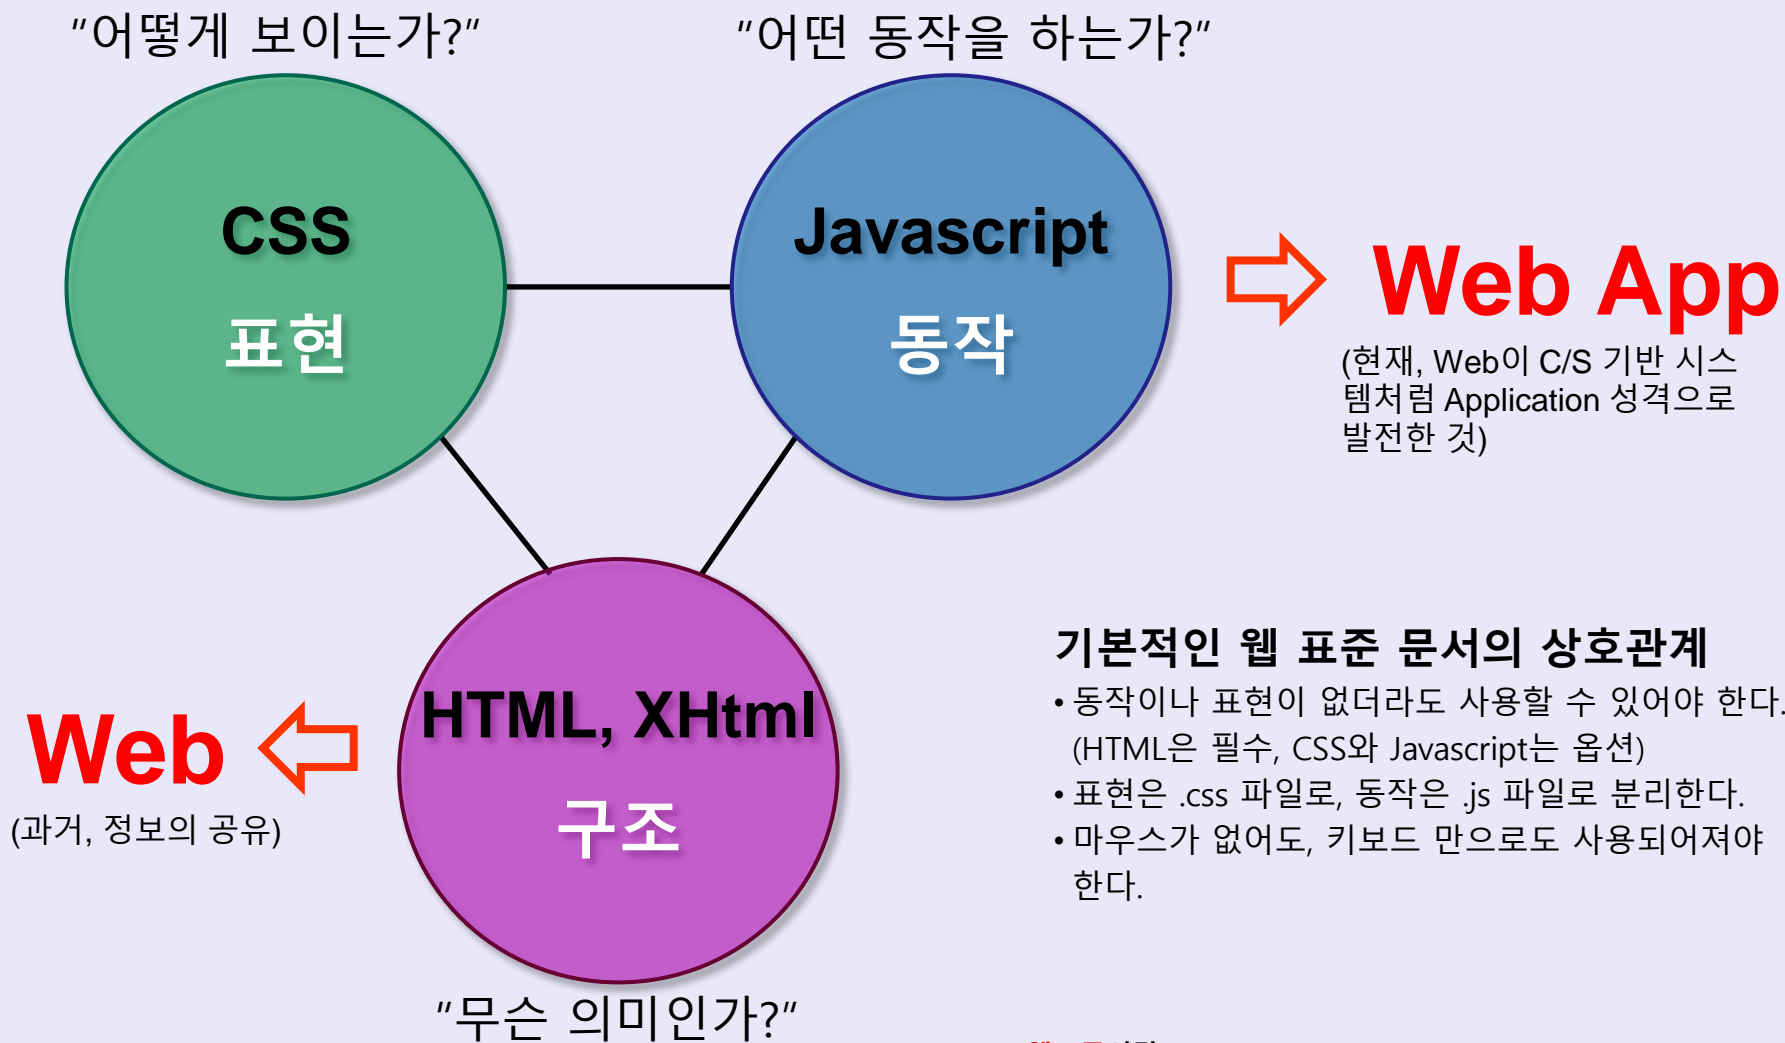 "어떻게 보이는가?"
"어떤 동작을 하는가?"
CSS
표현
Javascript
동작
Web App
(현재, Web이 C/S 기반 시스
템처럼 Application 성격으로
발전한 것)
HTML, XHtml
구조
Web
(과거, 정보의 공유)
"무슨 의미인가?"
기본적인 웹 표준 문서의 상호관계
• 동작이나 표현이 없더라도 사용할 수 있어야 한다.
(HTML은 필수, CSS와 Javascript는 옵션)
• 표현은 .css 파일로, 동작은 .js 파일로 분리한다.
• 마우스가 없어도, 키보드 만으로도 사용되어져야
한다.